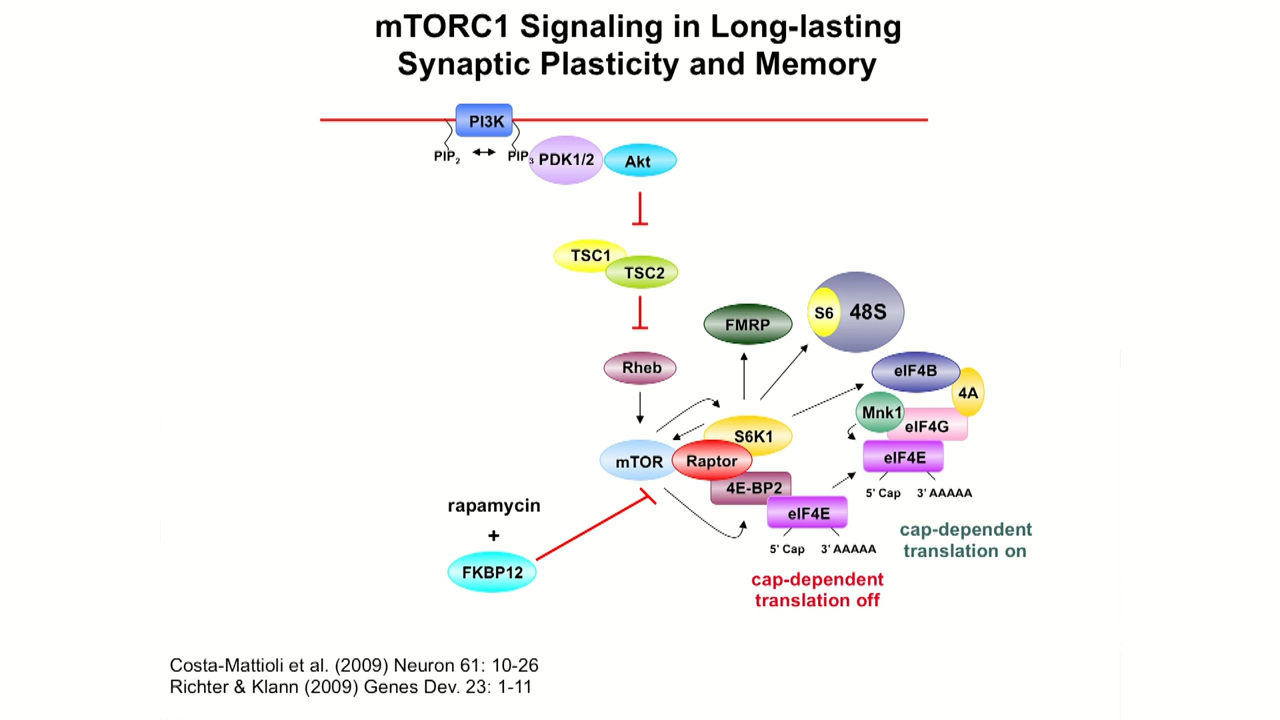 mTORC1 Signaling in Long-lasting
Synaptic Plasticity and Memory
PI3K
PIP2
PIP3
PDK1/2
Akt
TSC1
TSC2
Rheb
FMRP
S6
48S
eIF4B
4A
Mnk1
eIF4G
eIF4E
5' Cap
3' AAAAA
cap-dependent
translation on
S6K1
mTOR
Raptor
4E-BP2
eIF4E
5' Cap
3' AAAAA
cap-dependent
translation off
rapamycin
+
FKBP12
Costa-Mattioli et al. (2009) Neuron 61: 10-26
Richter & Klann (2009) Genes Dev. 23: 1-11